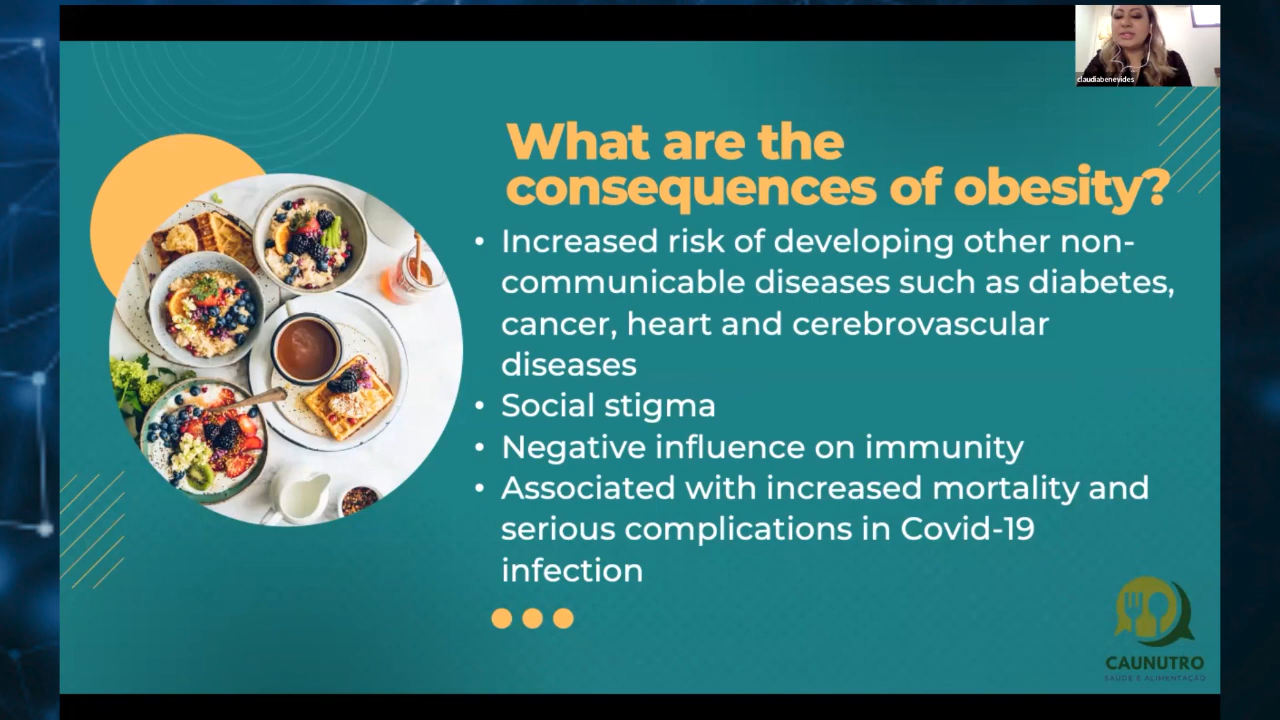 claudiabenevides
What are the
consequences of obesity?
• Increased risk of developing other non-
communicable diseases such as diabetes,
cancer, heart and cerebrovascular
diseases
• Social stigma
• Negative influence on immunity
• Associated with increased mortality and
serious complications in Covid-19
infection
CAUNUTRO
SAÚDE E ALIMENTAÇÃO